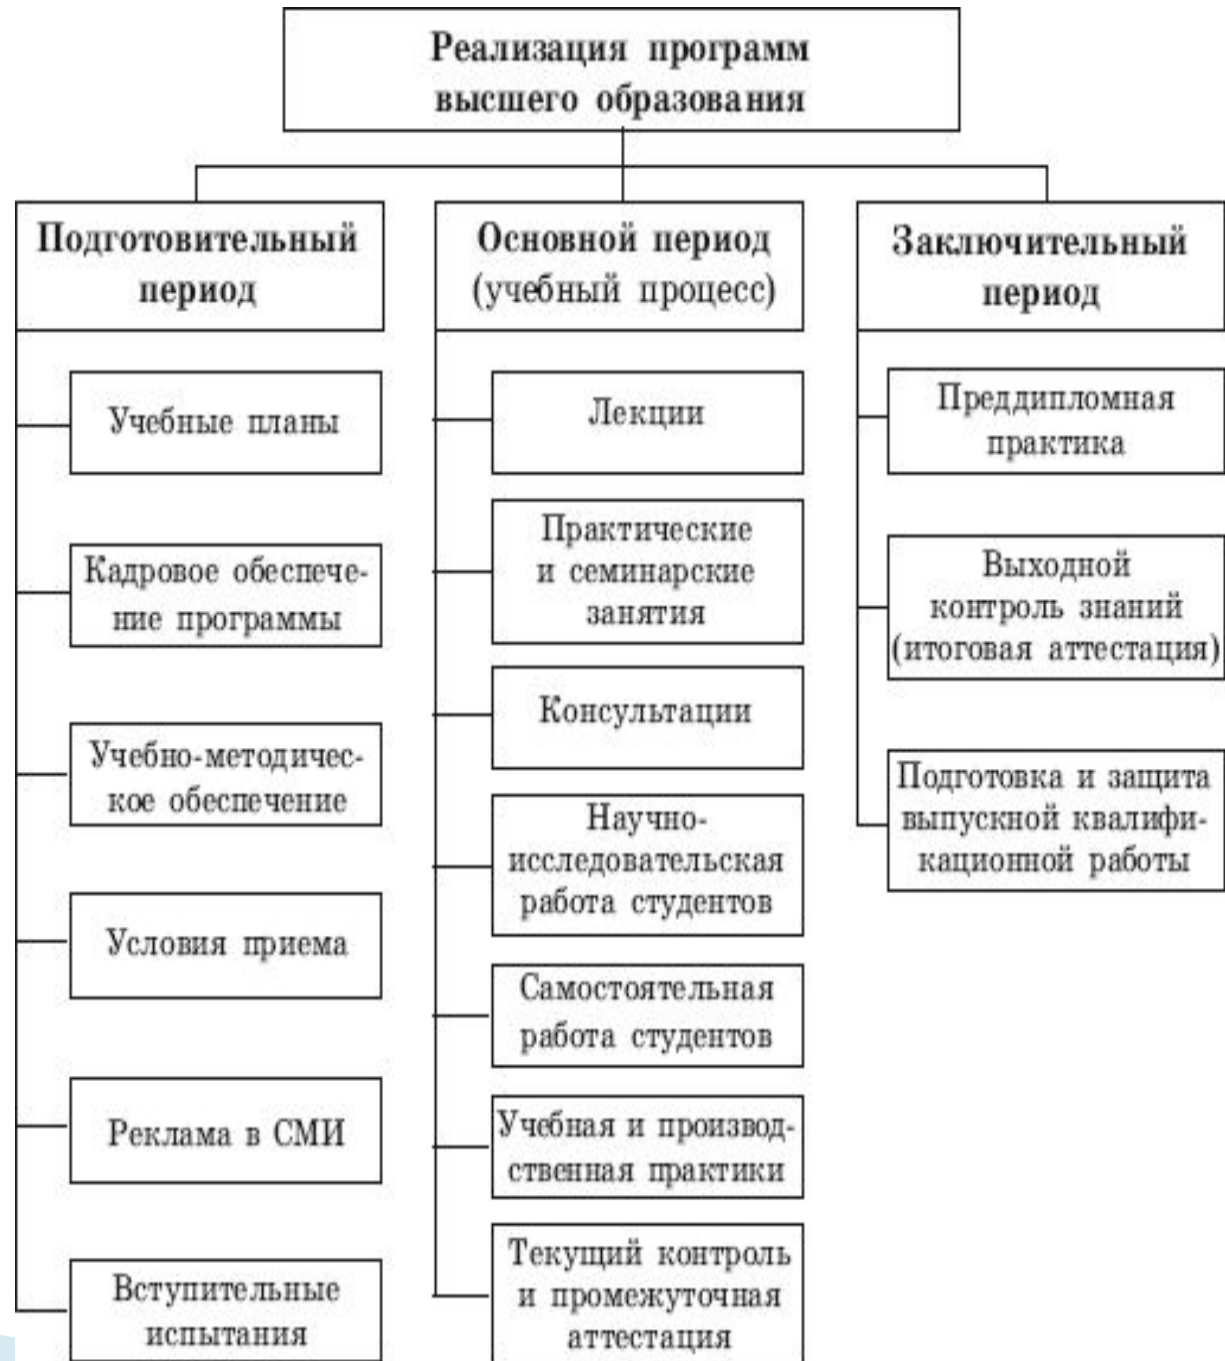 Реализация программ
высшего образования
Подготовительный
период
Учебные планы
Кадровое обеспече-
ние программы
Учебно-методичес-
кое обеспечение
Условия приема
Реклама в СМИ
Вступительные
испытания
Основной период
(учебный процесс)
Лекции
Практические
и семинарские
занятия
Консультации
Научно-
исследовательская
работа студентов
Самостоятельная
работа студентов
Учебная и производ-
ственная практики
Текущий контроль
и промежуточная
аттестация
Заключительный
период
Преддипломная
практика
Выходной
контроль знаний
(итоговая аттестация)
Подготовка и защита
выпускной квалифи-
кационной работы